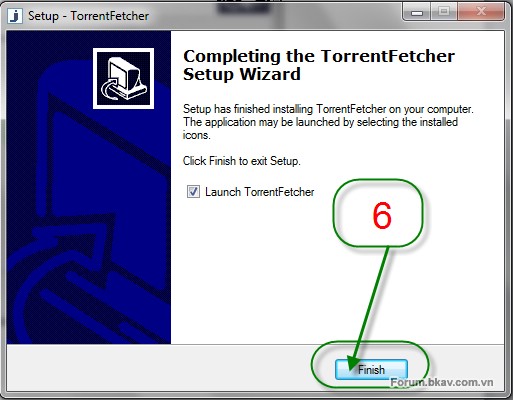 J Setup - TorrentFetcher
Completing the TorrentFetcher
Setup Wizard
Setup has finished installing TorrentFetcher on your computer.
The application may be launched by selecting the installed
icons.
Click Finish to exit Setup.
Launch TorrentFetcher
6
Finish
Forum.bkav.com.vn